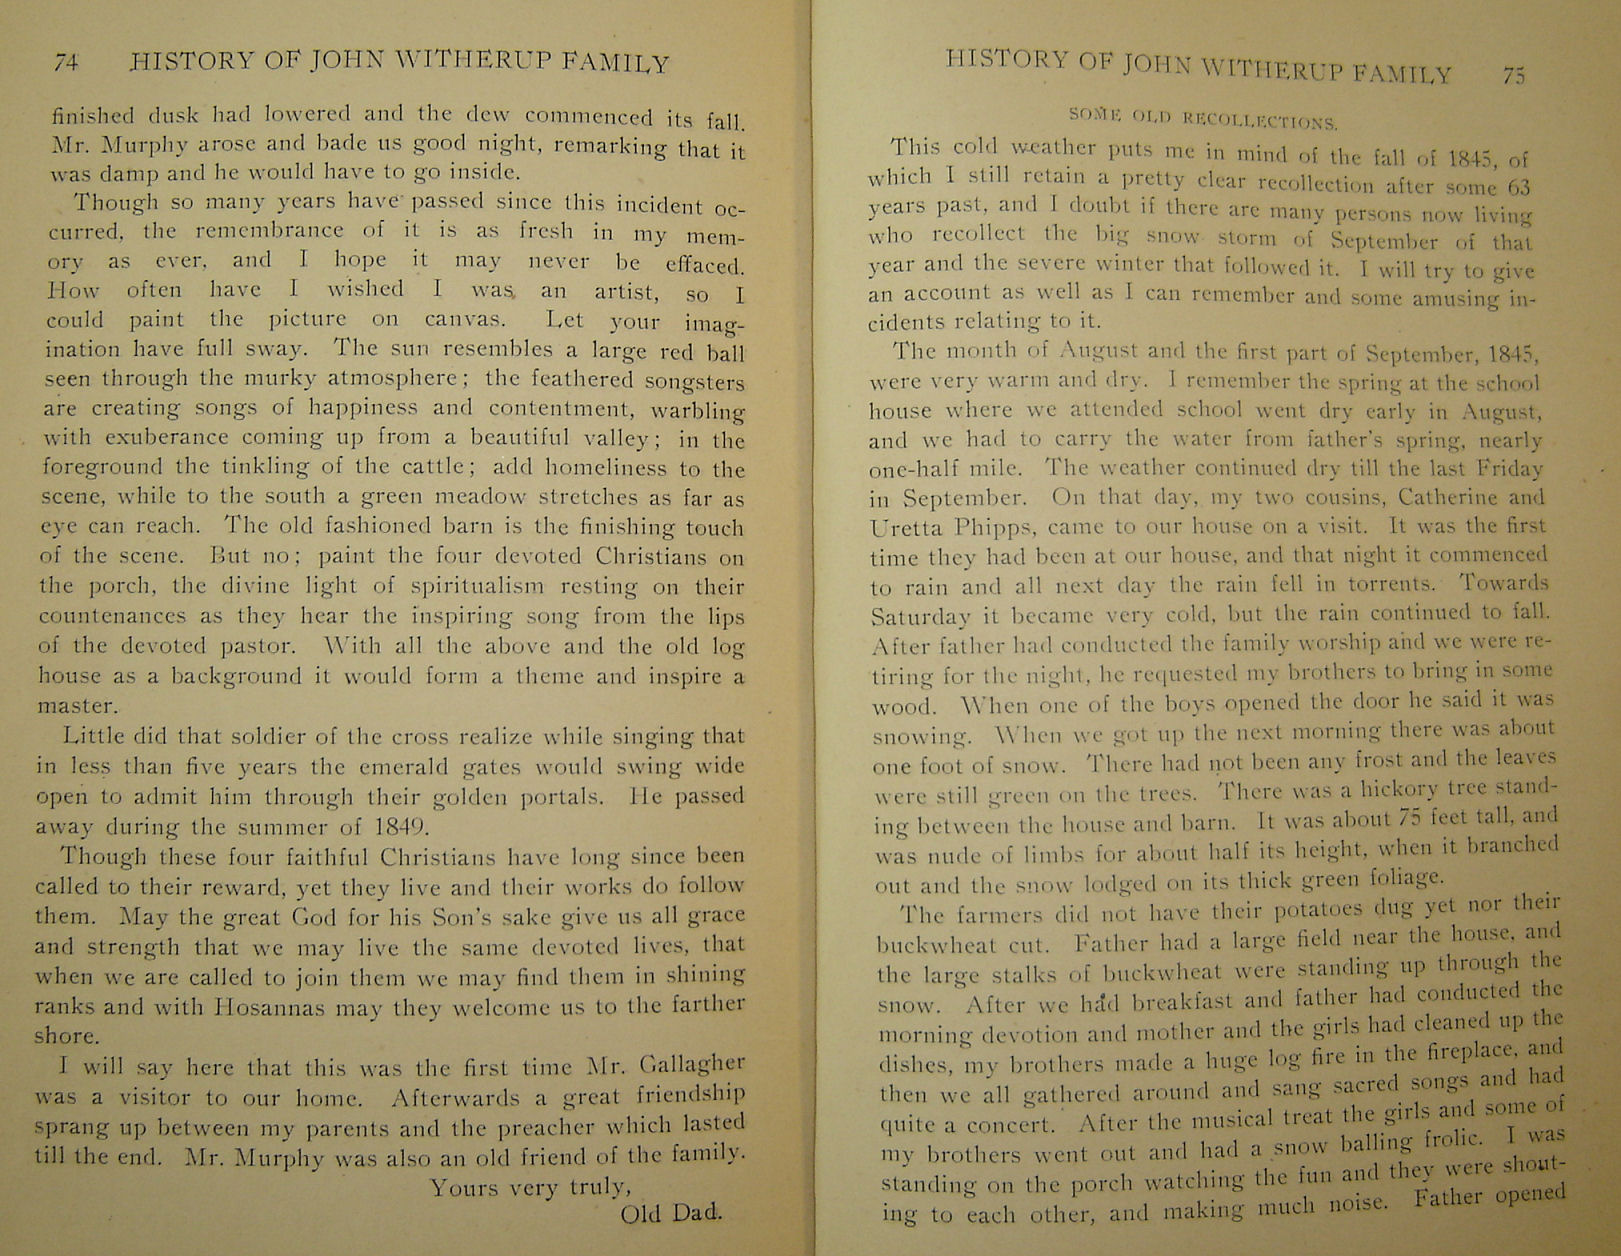 74 HISTORY OF JOHN WITHERUP FAMILY
finished dusk had lowered and the dew commenced its fall.
Mr. Murphy arose and bade us good night, remarking that it
was damp and he would have to go inside.
Though so many years have passed since this incident oc-
curred, the remembrance of it is as fresh in my mem-
ory as ever, and I hope it may never be effaced.
How often have I wished I was an artist, so I
could paint the picture on canvas. Let your imag-
ination have full sway. The sun resembles a large red ball
seen through the murky atmosphere; the feathered songsters
are creating songs of happiness and contentment, warbling
with exuberance coming up from a beautiful valley; in the
foreground the tinkling of the cattle; add homeliness to the
scene, while to the south a green meadow stretches as far as
eye can reach. The old fashioned barn is the finishing touch
of the scene. But no; paint the four devoted Christians on
the porch, the divine light of spiritualism resting on their
countenances as they hear the inspiring song from the lips
of the devoted pastor. With all the above and the old log
house as a background it would form a theme and inspire a
master.
Little did that soldier of the cross realize while singing that
in less than five years the emerald gates would swing wide
open to admit him through their golden portals. He passed
away during the summer of 1849.
Though these four faithful Christians have long since been
called to their reward, yet they live and their works do follow
them. May the great God for his Son's sake give us all grace
and strength that we may live the same devoted lives, that
when we are called to join them we may find them in shining
ranks and with Hosannas may they welcome us to the farther
shore.
I will say here that this was the first time Mr. Gallagher
was a visitor to our home. Afterwards a great friendship
sprang up between my parents and the preacher which lasted
till the end. Mr. Murphy was also an old friend of the family.
Yours very truly,
Old Dad.
HISTORY OF JOHN WITHERUP FAMILY 75
SOME OLD RECOLLECTIONS.
This cold weather puts me in mind of the fall of 1845, of
which I still retain a pretty clear recollection after some 63
years past, and I doubt if there are many persons now living
who recollect the big snow storm of September of that
year and the severe winter that followed it. I will try to give
an account as well as I can remember and some amusing in-
cidents relating to it.
The month of August and the first part of September, 1845,
were very warm and dry. I remember the spring at the school
house where we attended school went dry early in August,
and we had to carry the water from father's spring, nearly
one-half mile. The weather continued dry till the last Friday
in September. On that day, my two cousins, Catherine and
Uretta Phipps, came to our house on a visit. It was the first
time they had been at our house, and that night it commenced
to rain and all next day the rain fell in torrents. Towards
Saturday it became very cold, but the rain continued to fall.
After father had conducted the family worship and we were re-
tiring for the night, he requested my brothers to bring in some
wood. When one of the boys opened the door he said it was
snowing. When we got up the next morning there was about
one foot of snow. There had not been any frost and the leaves
were still green on the trees. There was a hickory tree stand-
ing between the house and barn. It was about 75 feet tall, and
was nude of limbs for about half its height, when it branched
out and the snow lodged on its thick green foliage.
The farmers did not have their potatoes dug yet nor their
buckwheat cut. Father had a large field near the house, and
the large stalks of buckwheat were standing up through the
snow. After we had breakfast and father had conducted the
morning devotion and mother and the girls had cleaned up the
dishes, my brothers made a huge log fire in the fireplace, and
then we all gathered around and sang sacred songs and had
quite a concert. After the musical treat the girls and some of
my brothers went out and had a snow balling frolic. I was
standing on the porch watching the fun and they were shout-
ing to each other, and making much noise. Father opened